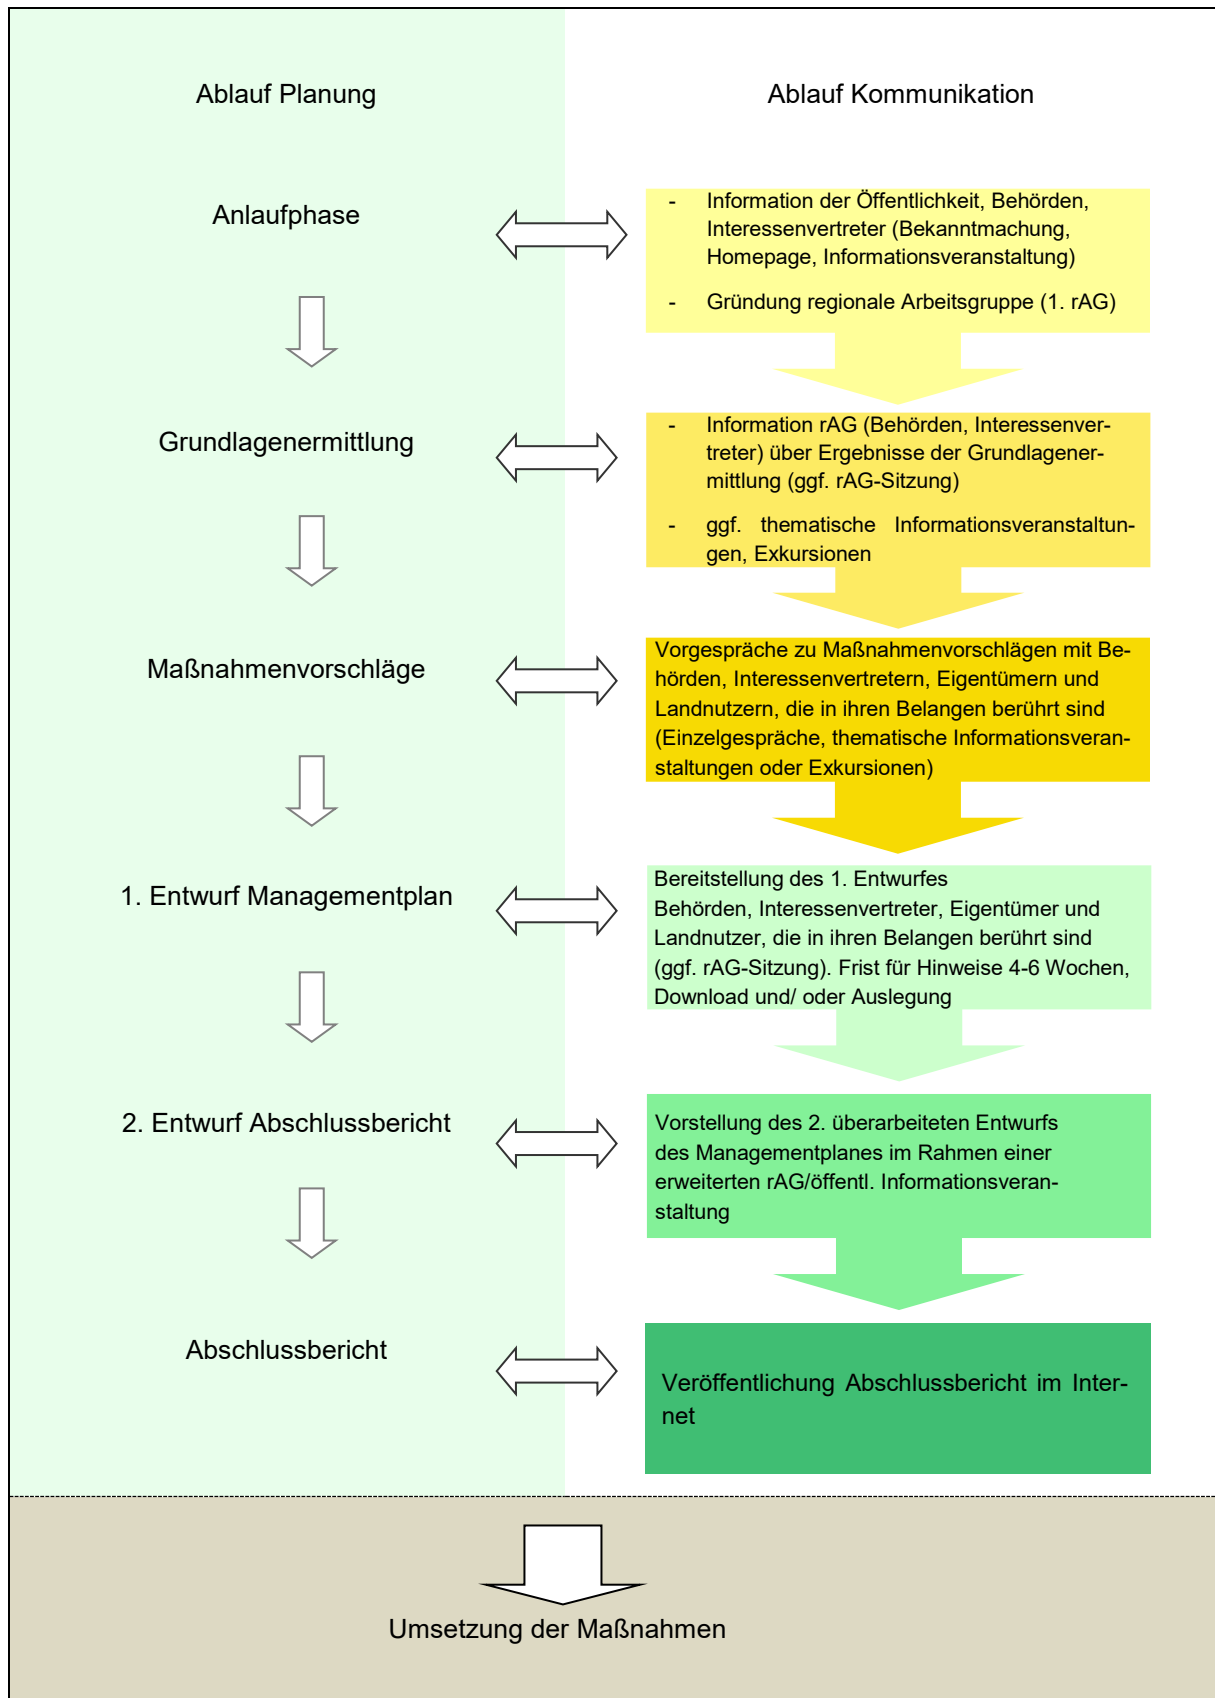 Ablauf Planung
Ablauf Kommunikation
Anlaufphase
- Information der Öffentlichkeit, Behörden,
Interessenvertreter (Bekanntmachung,
Homepage, Informationsveranstaltung)
- Gründung regionale Arbeitsgruppe (1. rAG)
Grundlagenermittlung
- Information rAG (Behörden, Interessenver-
treter) über Ergebnisse der Grundlagener-
mittlung (ggf. rAG-Sitzung)
- ggf. thematische Informationsveranstaltun-
gen, Exkursionen
Maßnahmenvorschläge
Vorgespräche zu Maßnahmenvorschlägen mit Be-
hörden, Interessenvertretern, Eigentümern und
Landnutzern, die in ihren Belangen berührt sind
(Einzelgespräche, thematische Informationsveran-
staltungen oder Exkursionen)
1. Entwurf Managementplan
Bereitstellung des 1. Entwurfes
Behörden, Interessenvertreter, Eigentümer und
Landnutzer, die in ihren Belangen berührt sind
(ggf. rAG-Sitzung). Frist für Hinweise 4-6 Wochen,
Download und/ oder Auslegung
2. Entwurf Abschlussbericht
Vorstellung des 2. überarbeiteten Entwurfs
des Managementplanes im Rahmen einer
erweiterten rAG/öffentl. Informationsveran-
staltung
Abschlussbericht
Veröffentlichung Abschlussbericht im Inter-
net
Umsetzung der Maßnahmen